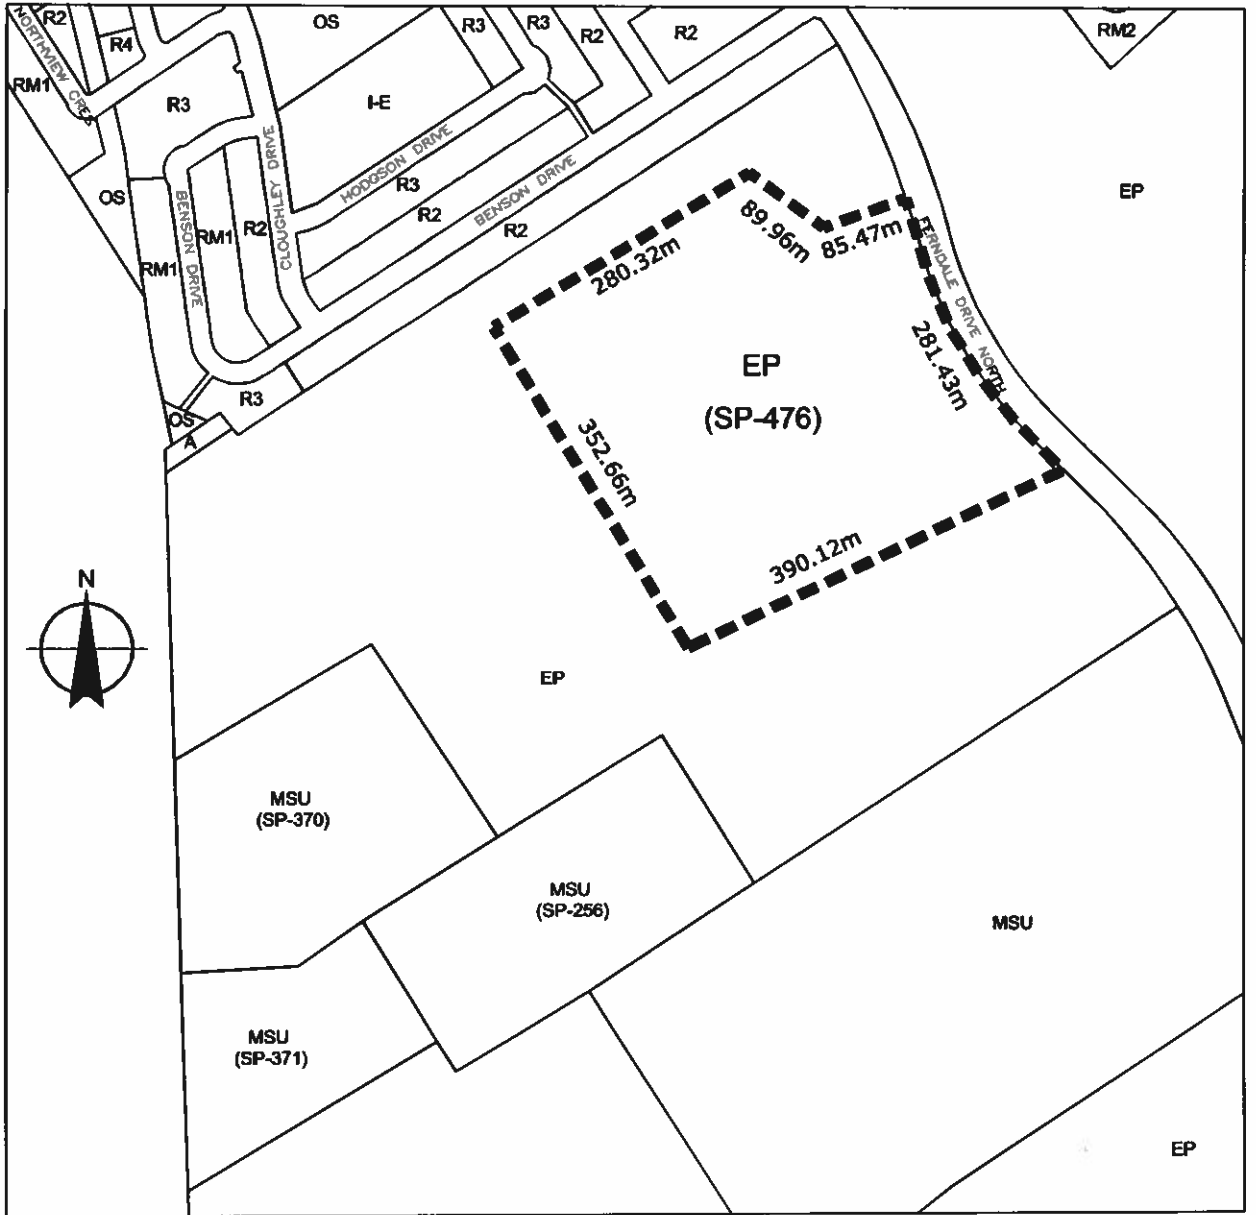 R2
OS
R3
R3
R2
R2
RM2
NORTHVIEW CRES
R4
RM1
R3
I-E
CLOUGHLEY DRIVE
HODGSON DRIVE
BENSON DRIVE
R3
R2
R2
OS
BENSON DRIVE
RM1
R2
RM1
EP
89.96m
85.47m
280.32m
FERNDALE DRIVE NORTH
281.43m
EP
(SP-476)
R3
OS
A
352.66m
390.12m
N
EP
MSU
(SP-370)
MSU
(SP-256)
MSU
MSU
(SP-371)
EP